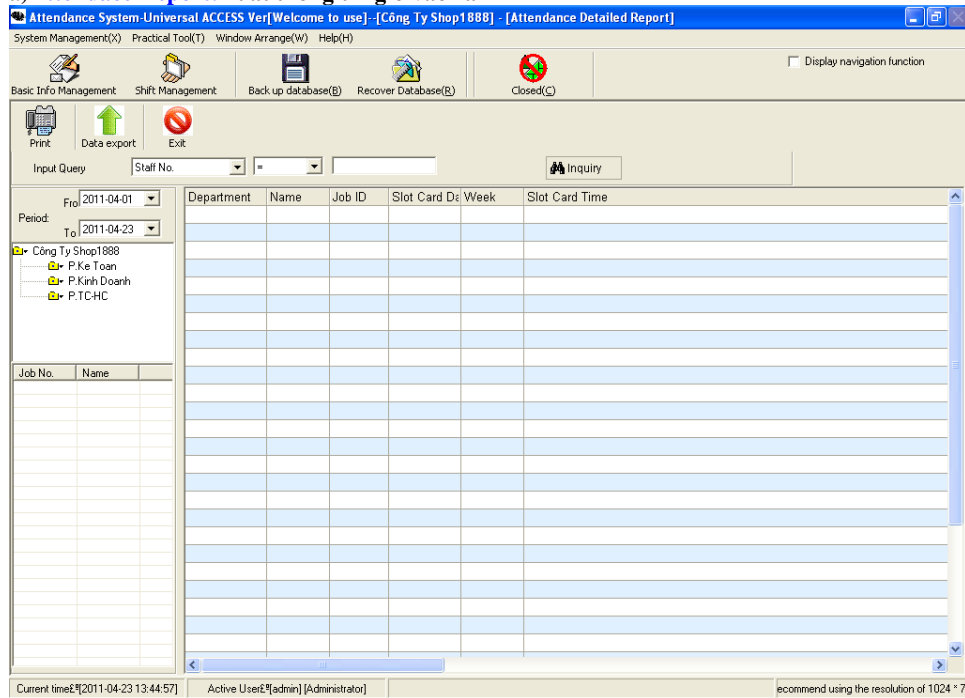 Attendance System-Universal ACCESS Ver[Welcome to use]--[Công Ty Shop1888] - [Attendance Detailed Report]
System Management(X) Practical Tool(T) Window Arrange(W) Help(H)
Basic Info Management Shift Management Back up database(B) Recover Database(R) Closed(C) Display navigation function
Print Data export Exit
Input Query Staff No. = Inquiry
Period: Fro 2011-04-01
To 2011-04-23
Department Name Job ID Slot Card Da Week Slot Card Time
Công Ty Shop1888
P.Ke Toan
P.Kinh Doanh
P.TC-HC
Job No. Name
Current time£º[2011-04-23 13:44:57] Active User£º[admin] [Administrator] ecommend using the resolution of 1024 * 7